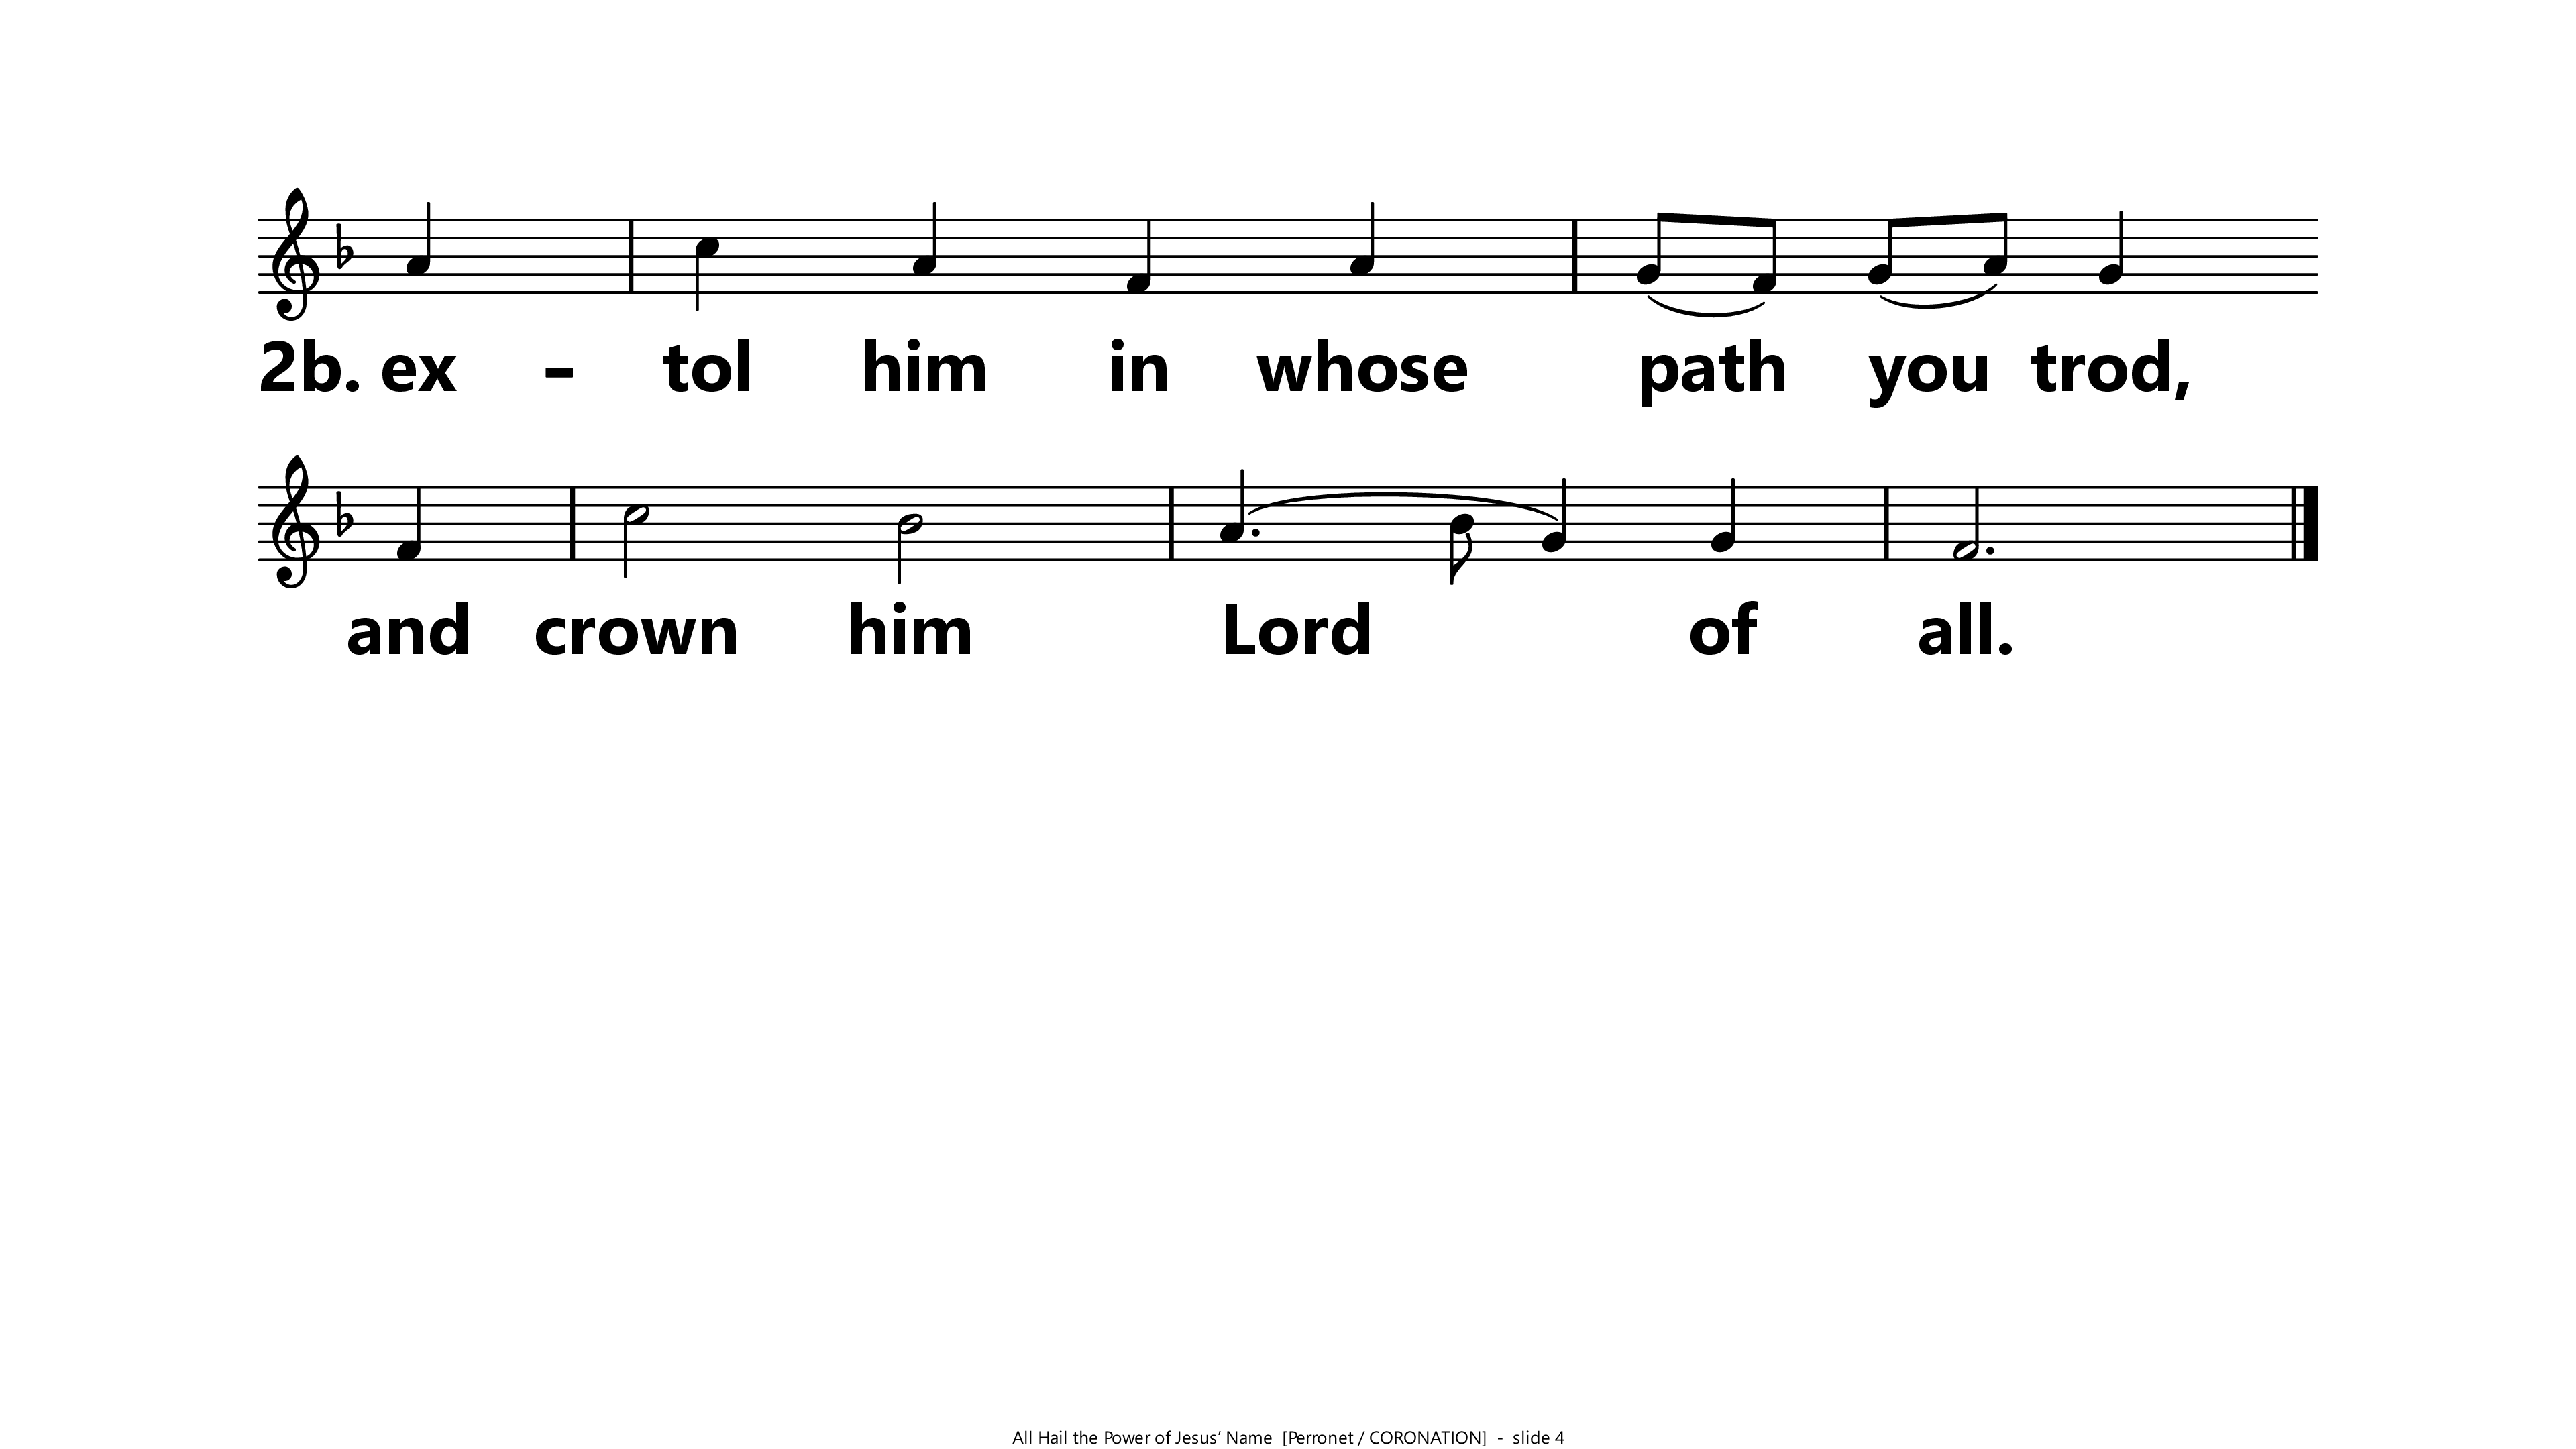 2b. ex - tol him in whose path you trod,
and crown him Lord of all.
All Hail the Power of Jesus’ Name [Perronet / CORONATION] - slide 4